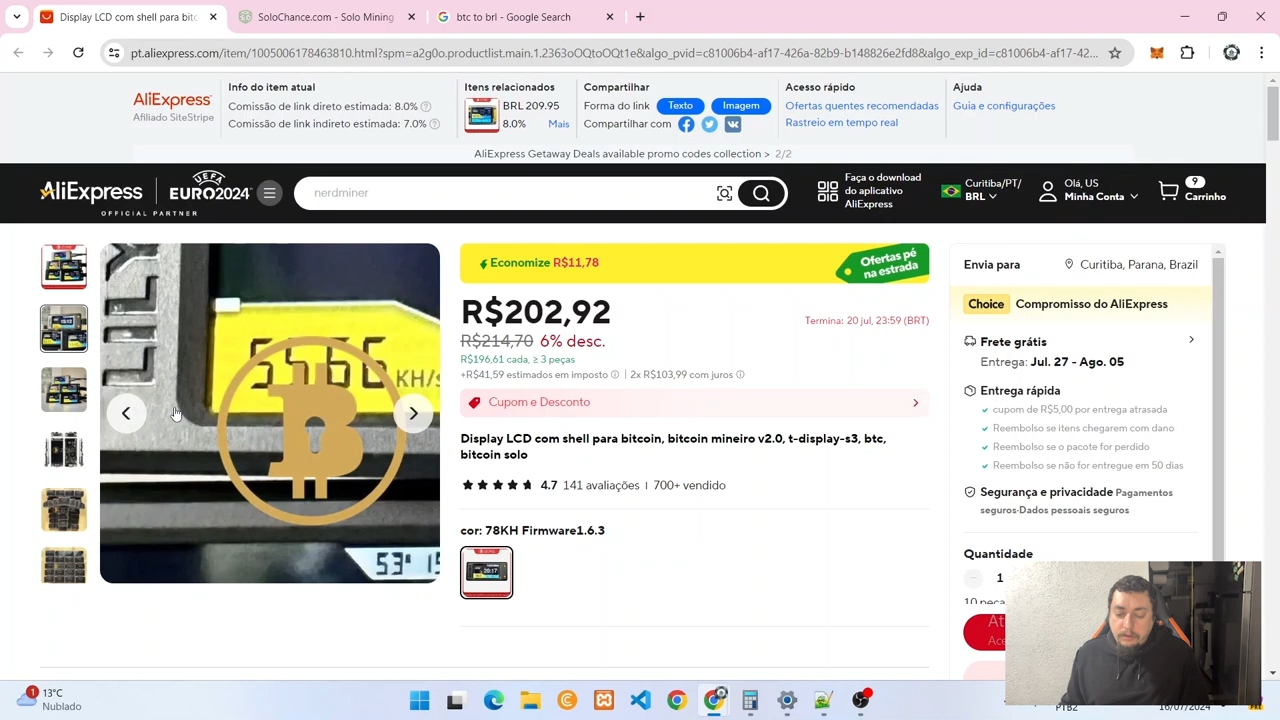 Display LCD com shell para bitc
SoloChance.com - Solo Mining
btc to brl - Google Search
pt.aliexpress.com/item/1005006178463810.html?spm=a2g0o.productlist.main.1.2363oOQtoOQt1e&algo_pvid=c81006b4-af17-426a-82b9-b148826e2fd8&algo_exp_id=c81006b4-af17-42...
AliExpress
Afiliado SiteStripe
Info do item atual
Comissão de link direto estimada: 8.0%
Comissão de link indireto estimada: 7.0%
Itens relacionados
BRL 209.95
8.0% Mais
Compartilhar
Forma do link Texto Imagem
Compartilhar com
Acesso rápido
Ofertas quentes recomendadas
Rastreio em tempo real
Ajuda
Guia e configurações
AliExpress Getaway Deals available promo codes collection > 2/2
AliExpress
UEFA
EURO2024
OFFICIAL PARTNER
nerdminer
Faça o download
do aplicativo
AliExpress
Curitiba/PT/
BRL
Olá, US
Minha Conta
9
Carrinho
KH/s
Economize R$11,78
Ofertas pé
na estrada
R$202,92
Termina: 20 jul, 23:59 (BRT)
R$214,70 6% desc.
R$196,61 cada, ≥ 3 peças
+R$41,59 estimados em imposto | 2x R$103,99 com juros
Cupom e Desconto
Display LCD com shell para bitcoin, bitcoin mineiro v2.0, t-display-s3, btc,
bitcoin solo
4.7 141 avaliações | 700+ vendido
cor: 78KH Firmware1.6.3
Envia para Curitiba, Parana, Brazil
Choice Compromisso do AliExpress
Frete grátis
Entrega: Jul. 27 - Ago. 05
Entrega rápida
cupom de R$5,00 por entrega atrasada
Reembolso se itens chegarem com dano
Reembolso se o pacote for perdido
Reembolso se não for entregue em 50 dias
Segurança e privacidade Pagamentos
seguros·Dados pessoais seguros
Quantidade
1
1
13°C
Nublado
PTB2
16/07/2024